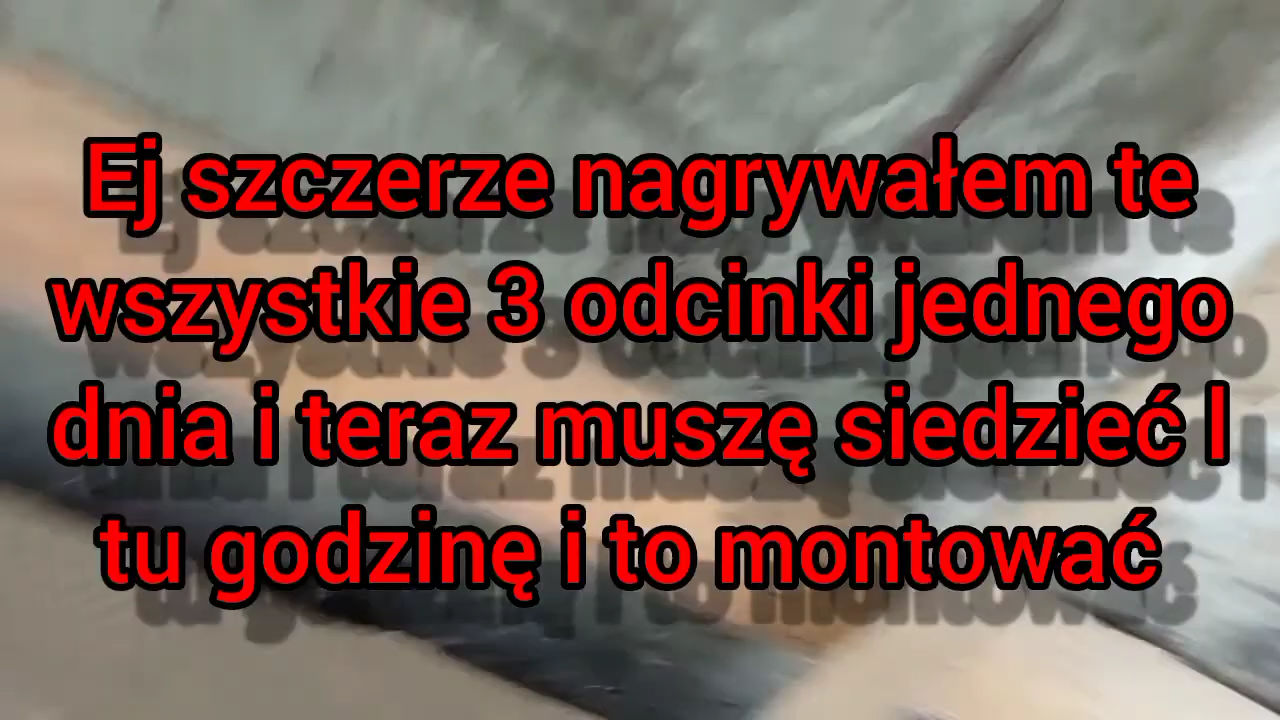 Ej szczerze nagrywałem te
wszystkie 3 odcinki jednego
dnia i teraz muszę siedzieć l
tu godzinę i to montować